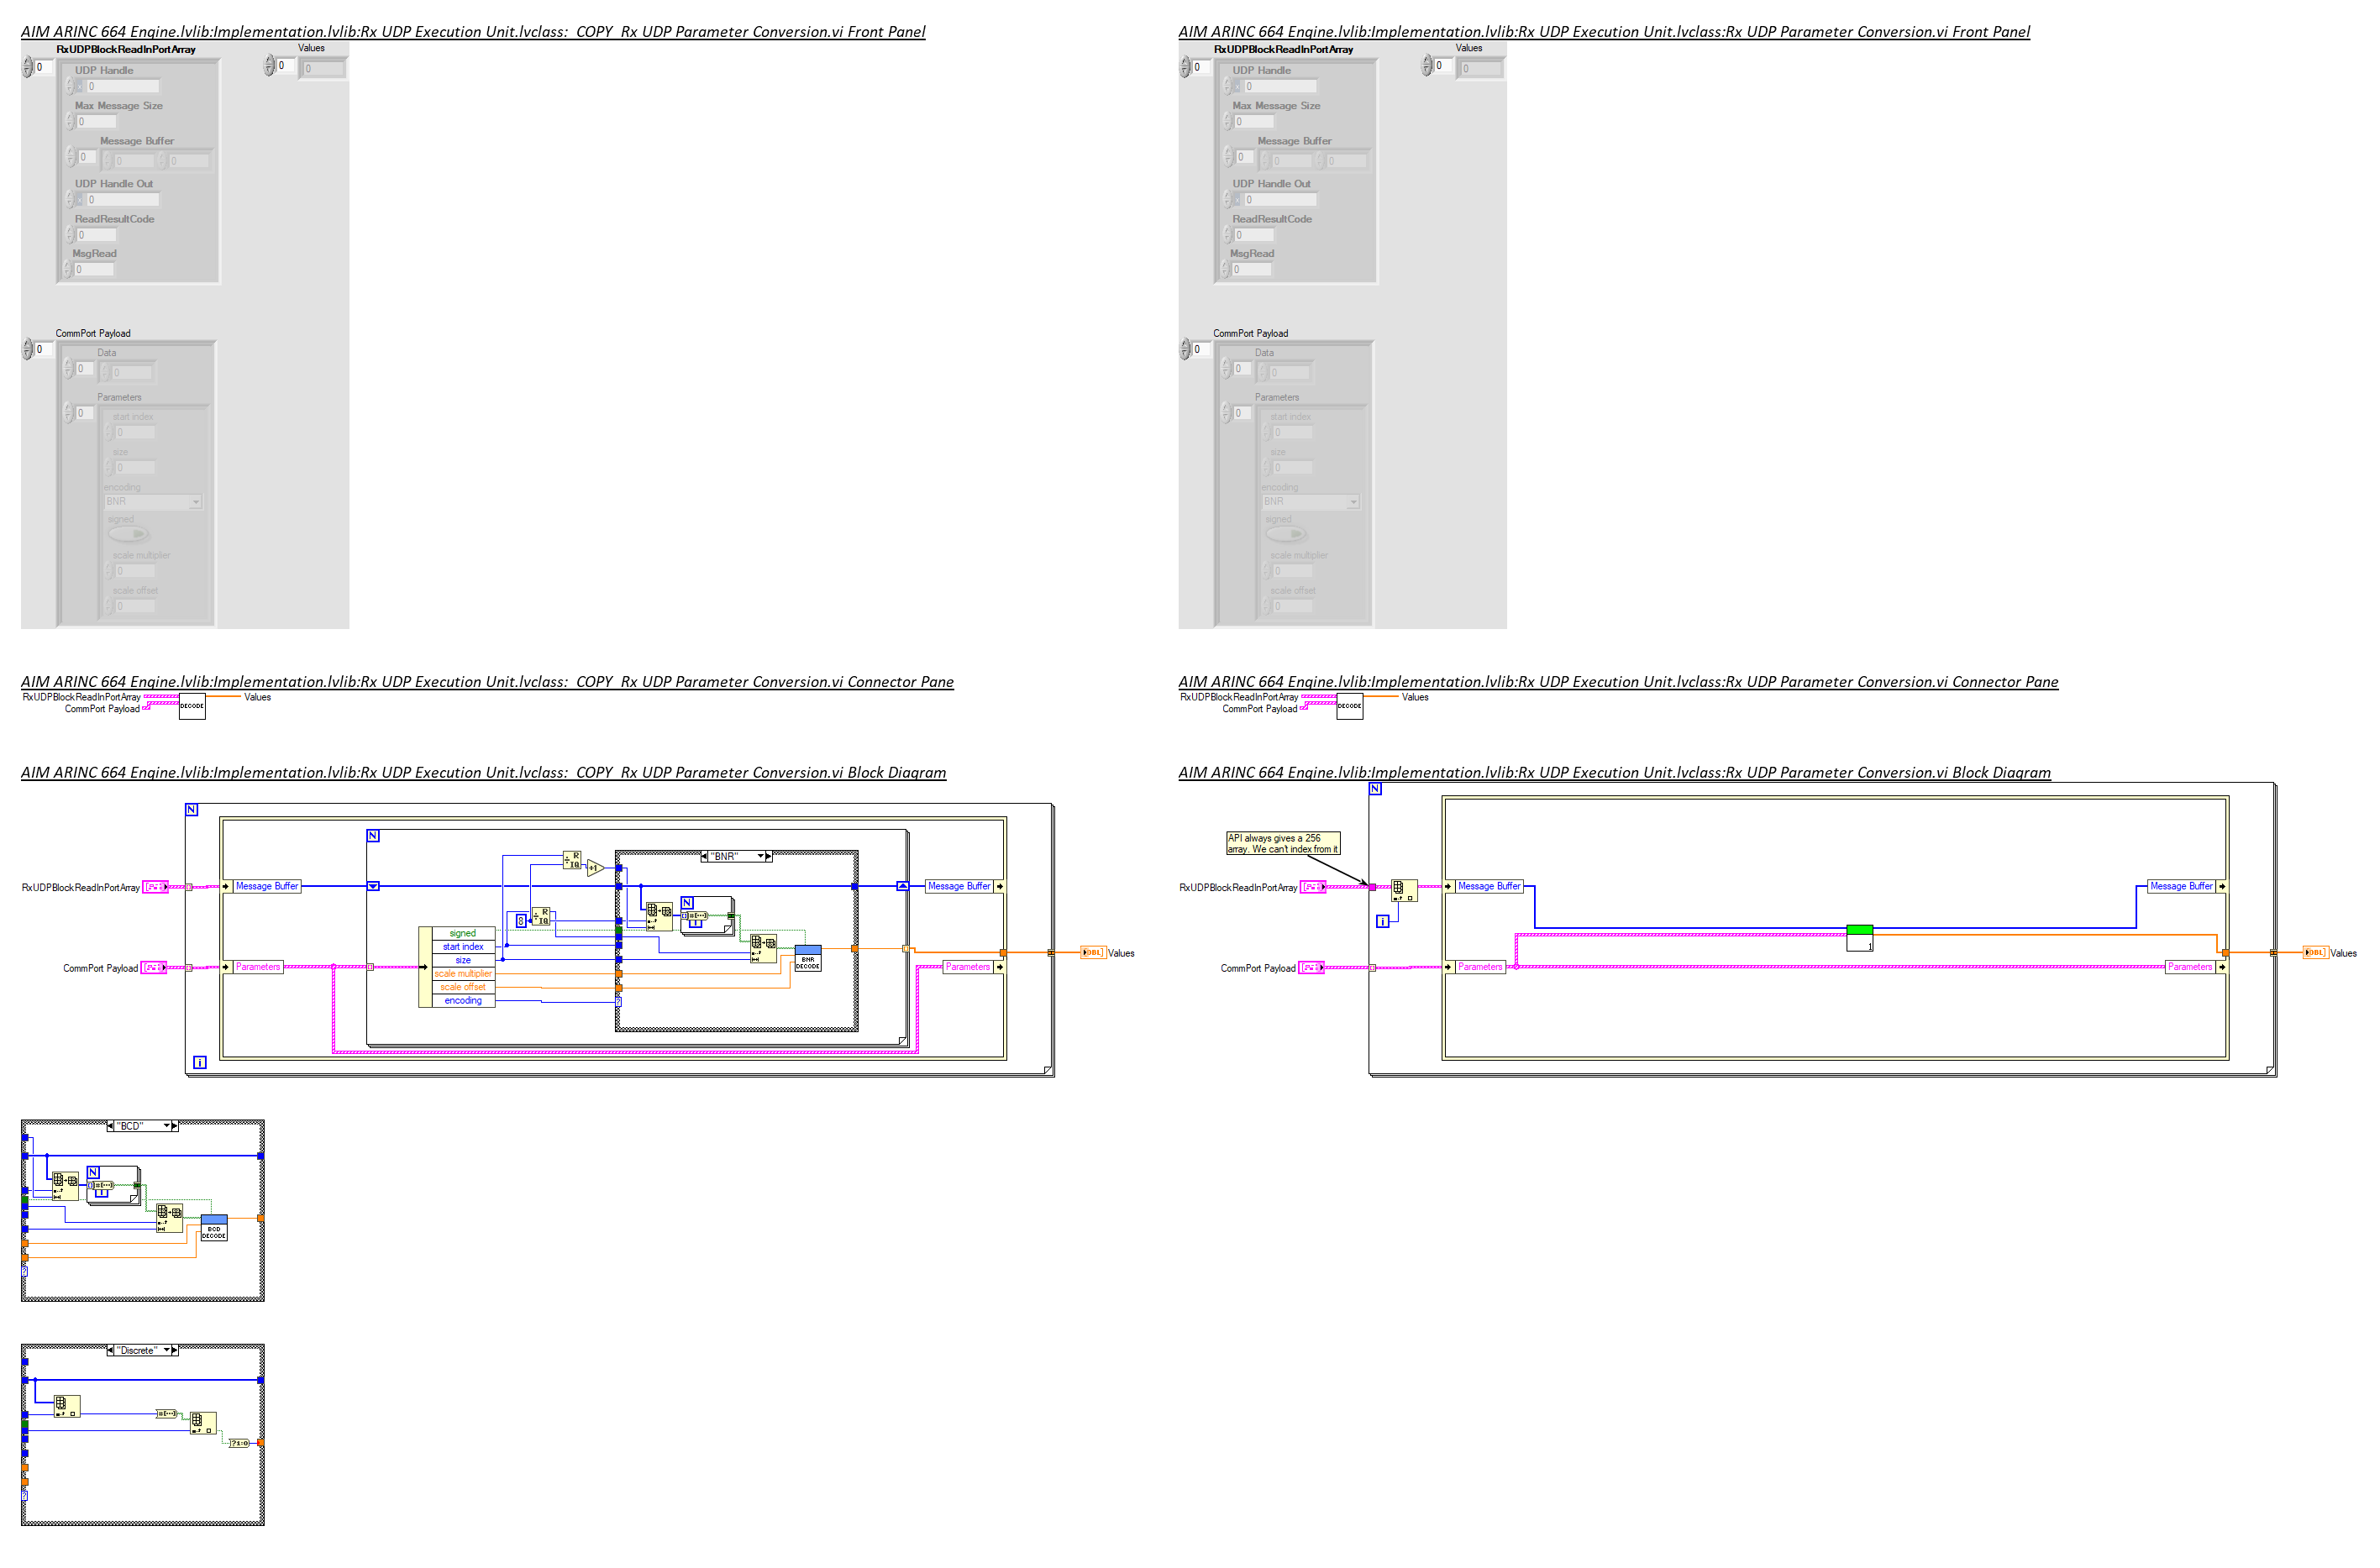 AIM ARINC 664 Engine.lvlib:Implementation.lvlib:Rx UDP Execution Unit.lvclass:  COPY  Rx UDP Parameter Conversion.vi Front Panel
RxUDPBlockReadInPortArray
Values
0
0
0
UDP Handle
x 0
Max Message Size
0
Message Buffer
0 0 0
UDP Handle Out
x 0
ReadResultCode
0
MsgRead
0
CommPort Payload
0
Data
0 0
Parameters
0
start index
0
size
0
encoding
BNR
signed
scale multiplier
0
scale offset
0
AIM ARINC 664 Engine.lvlib:Implementation.lvlib:Rx UDP Execution Unit.lvclass:  COPY  Rx UDP Parameter Conversion.vi Connector Pane
RxUDPBlockReadInPortArray
CommPort Payload
DECODE
Values
AIM ARINC 664 Engine.lvlib:Implementation.lvlib:Rx UDP Execution Unit.lvclass:  COPY  Rx UDP Parameter Conversion.vi Block Diagram
N
N
"BNR"
R
IQ
+1
RxUDPBlockReadInPortArray
Message Buffer
Message Buffer
N
8
R
IQ
i
signed
start index
size
scale multiplier
scale offset
encoding
BNR
DECODE
?
CommPort Payload
Parameters
Parameters
DBL
Values
i
"BCD"
N
i
BCD
DECODE
?
"Discrete"
?1:0
?
AIM ARINC 664 Engine.lvlib:Implementation.lvlib:Rx UDP Execution Unit.lvclass:Rx UDP Parameter Conversion.vi Front Panel
RxUDPBlockReadInPortArray
Values
0
0
0
UDP Handle
x 0
Max Message Size
0
Message Buffer
0 0 0
UDP Handle Out
x 0
ReadResultCode
0
MsgRead
0
CommPort Payload
0
Data
0 0
Parameters
0
start index
0
size
0
encoding
BNR
signed
scale multiplier
0
scale offset
0
AIM ARINC 664 Engine.lvlib:Implementation.lvlib:Rx UDP Execution Unit.lvclass:Rx UDP Parameter Conversion.vi Connector Pane
RxUDPBlockReadInPortArray
CommPort Payload
DECODE
Values
AIM ARINC 664 Engine.lvlib:Implementation.lvlib:Rx UDP Execution Unit.lvclass:Rx UDP Parameter Conversion.vi Block Diagram
N
API always gives a 256
array. We can't index from it
RxUDPBlockReadInPortArray
Message Buffer
Message Buffer
i
1
CommPort Payload
Parameters
Parameters
DBL
Values